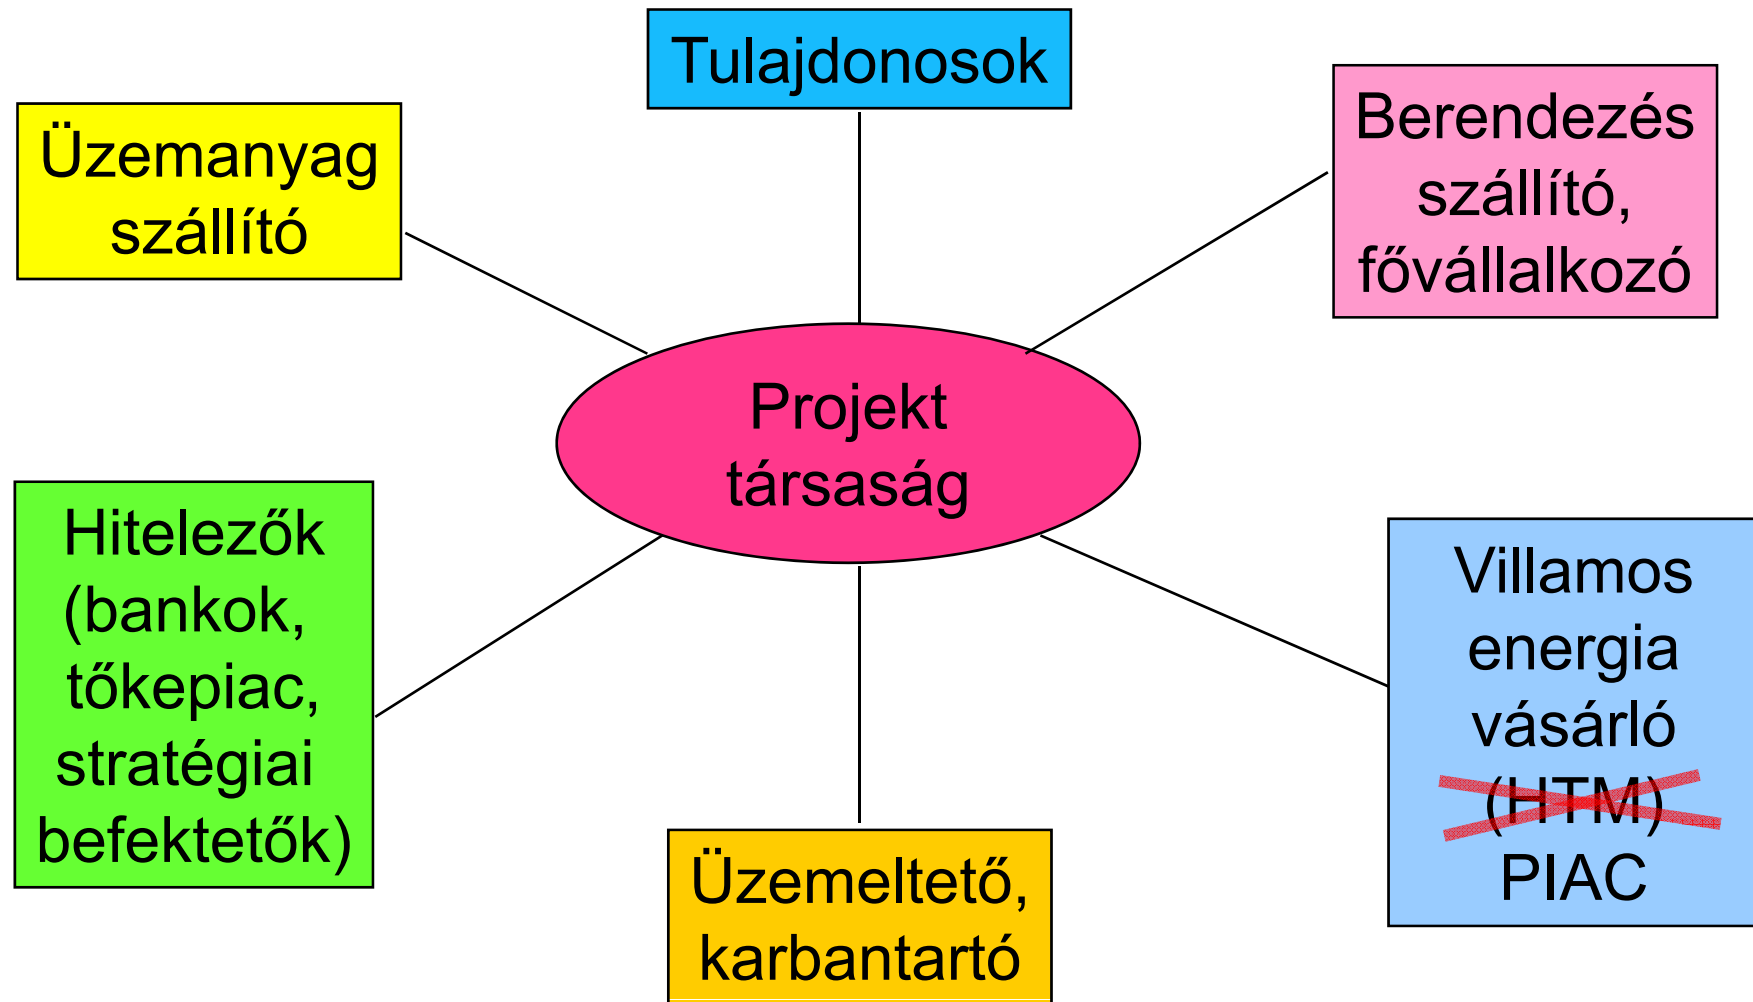 Tulajdonosok
Üzemanyag
szállító
Berendezés
szállító,
fővállalkozó
Projekt
társaság
Hitelezők
(bankok,
tőkepiac,
stratégiai
befektetők)
Villamos
energia
vásárló
(HTM)
PIAC
Üzemeltető,
karbantartó